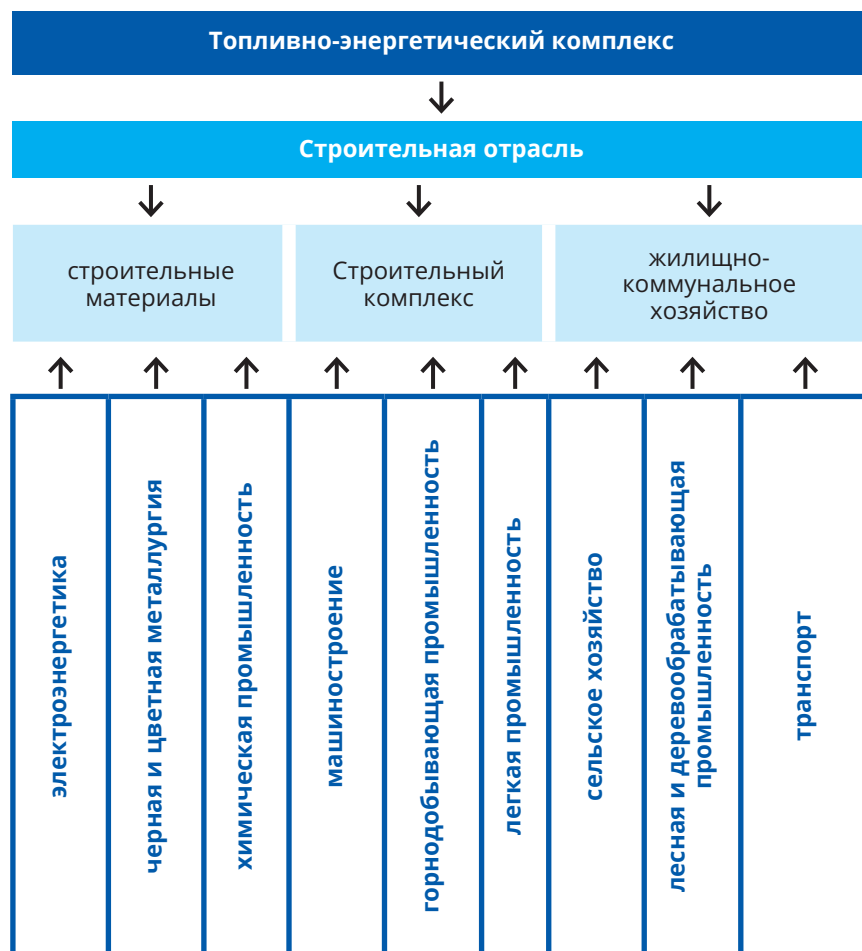 Топливно-энергетический комплекс
Строительная отрасль
строительные
материалы
Строительный
комплекс
жилищно-
коммунальное
хозяйство
электроэнергетика
черная и цветная металлургия
химическая промышленность
машиностроение
горнодобывающая промышленность
легкая промышленность
сельское хозяйство
лесная и деревообрабатывающая
промышленность
транспорт